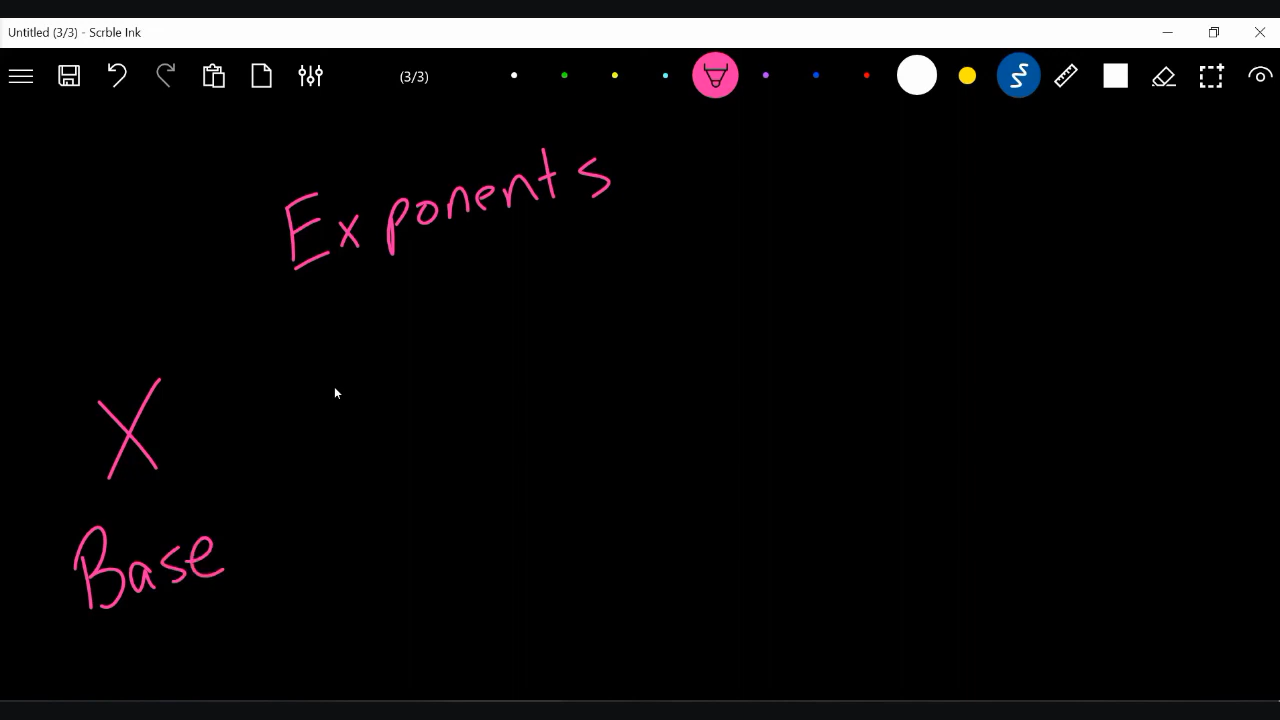 Untitled (3/3) - Scrble Ink
(3/3)
Exponents
X
Base